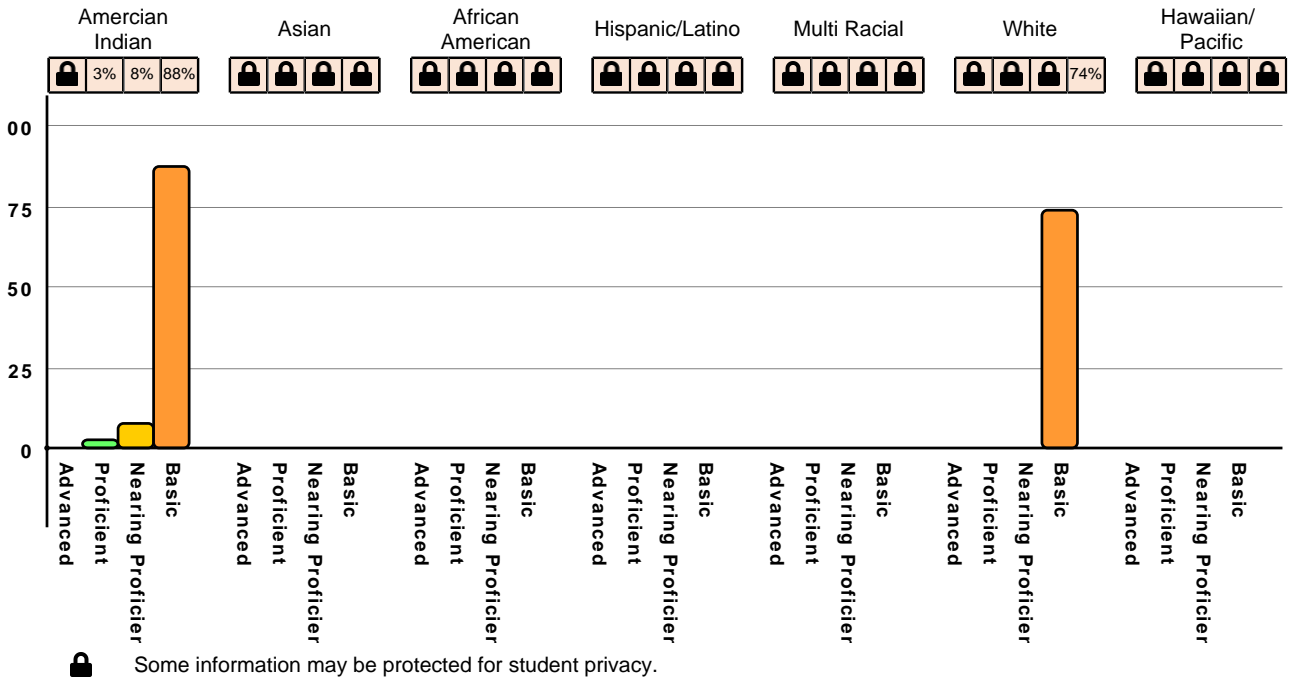 Amercian
Indian
Asian
African
American
Hispanic/Latino
Multi Racial
White
Hawaiian/
Pacific
3% 8% 88%
74%
00
75
50
25
0
Advanced
Proficient
Nearing Proficier
Basic
Advanced
Proficient
Nearing Proficier
Basic
Advanced
Proficient
Nearing Proficier
Basic
Advanced
Proficient
Nearing Proficier
Basic
Advanced
Proficient
Nearing Proficier
Basic
Advanced
Proficient
Nearing Proficier
Basic
Advanced
Proficient
Nearing Proficier
Basic
Some information may be protected for student privacy.